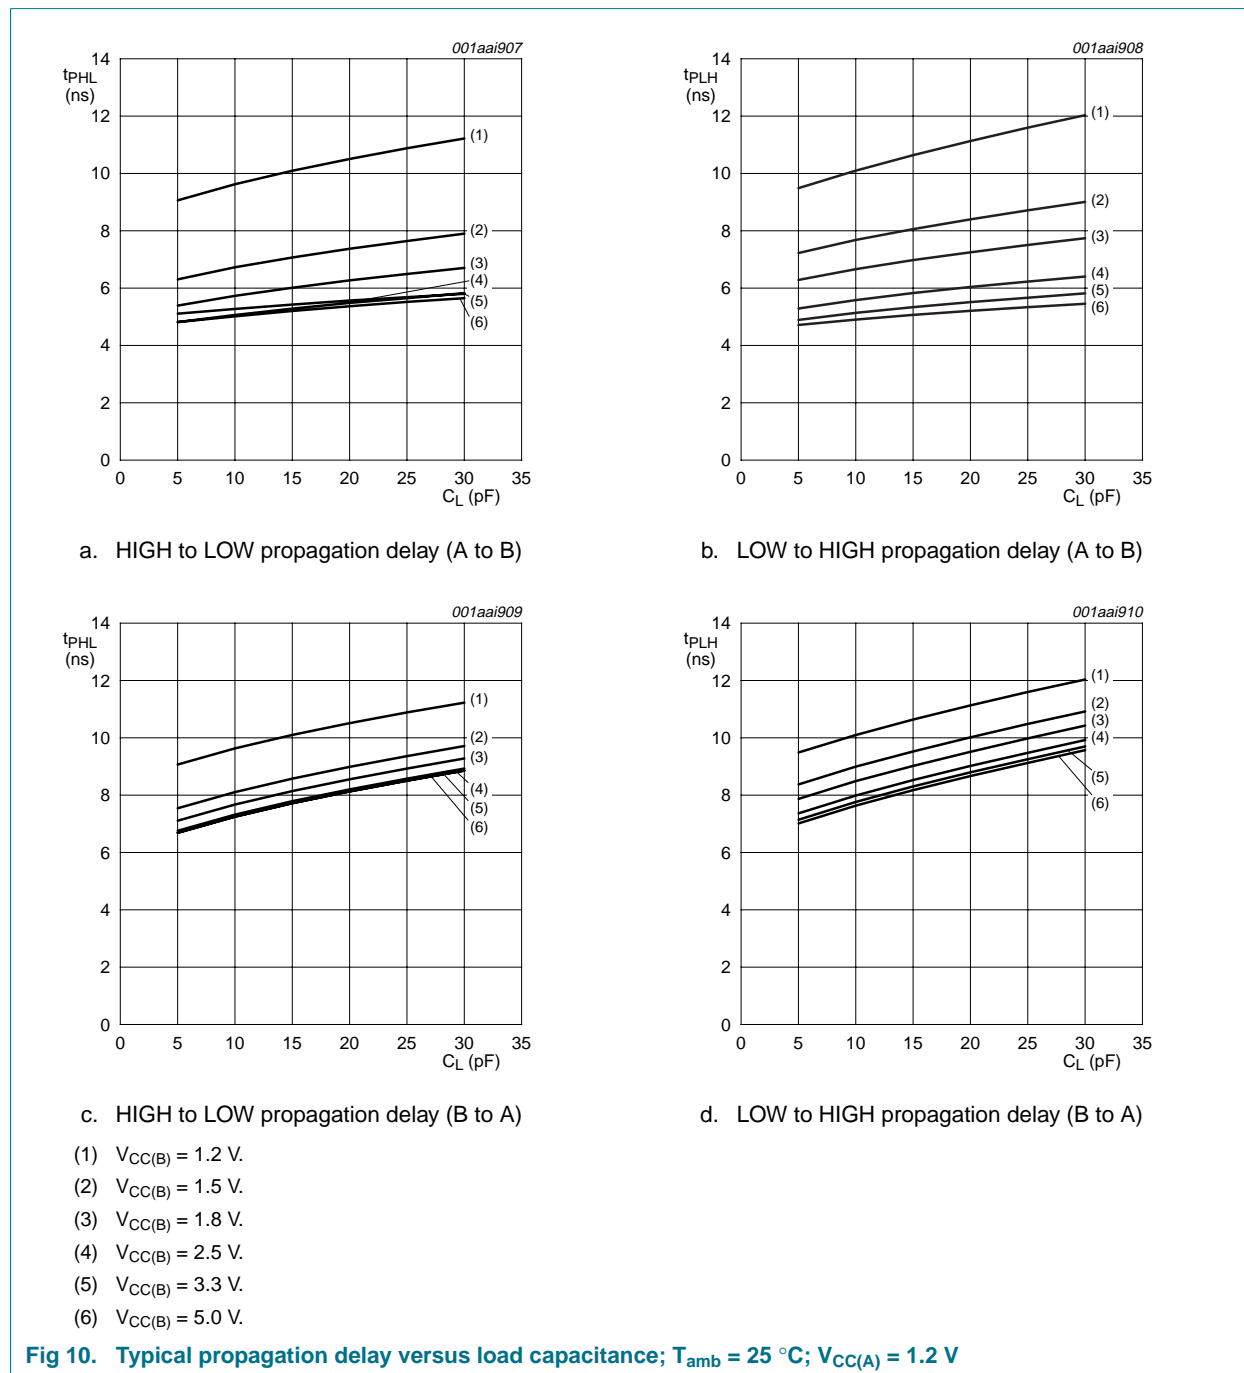 001aai907
14
tPHL
(ns)
12
10
8
6
4
2
0
(1)
(2)
(3)
(4)
(5)
(6)
0 5 10 15 20 25 30 35
CL (pF)
a. HIGH to LOW propagation delay (A to B)
001aai908
14
tPLH
(ns)
12
10
8
6
4
2
0
(1)
(2)
(3)
(4)
(5)
(6)
0 5 10 15 20 25 30 35
CL (pF)
b. LOW to HIGH propagation delay (A to B)
001aai909
14
tPHL
(ns)
12
10
8
6
4
2
0
(1)
(2)
(3)
(4)
(5)
(6)
0 5 10 15 20 25 30 35
CL (pF)
c. HIGH to LOW propagation delay (B to A)
001aai910
14
tPLH
(ns)
12
10
8
6
4
2
0
(1)
(2)
(3)
(4)
(5)
(6)
0 5 10 15 20 25 30 35
CL (pF)
d. LOW to HIGH propagation delay (B to A)
(1) VCC(B) = 1.2 V.
(2) VCC(B) = 1.5 V.
(3) VCC(B) = 1.8 V.
(4) VCC(B) = 2.5 V.
(5) VCC(B) = 3.3 V.
(6) VCC(B) = 5.0 V.
Fig 10. Typical propagation delay versus load capacitance; Tamb = 25 °C; VCC(A) = 1.2 V